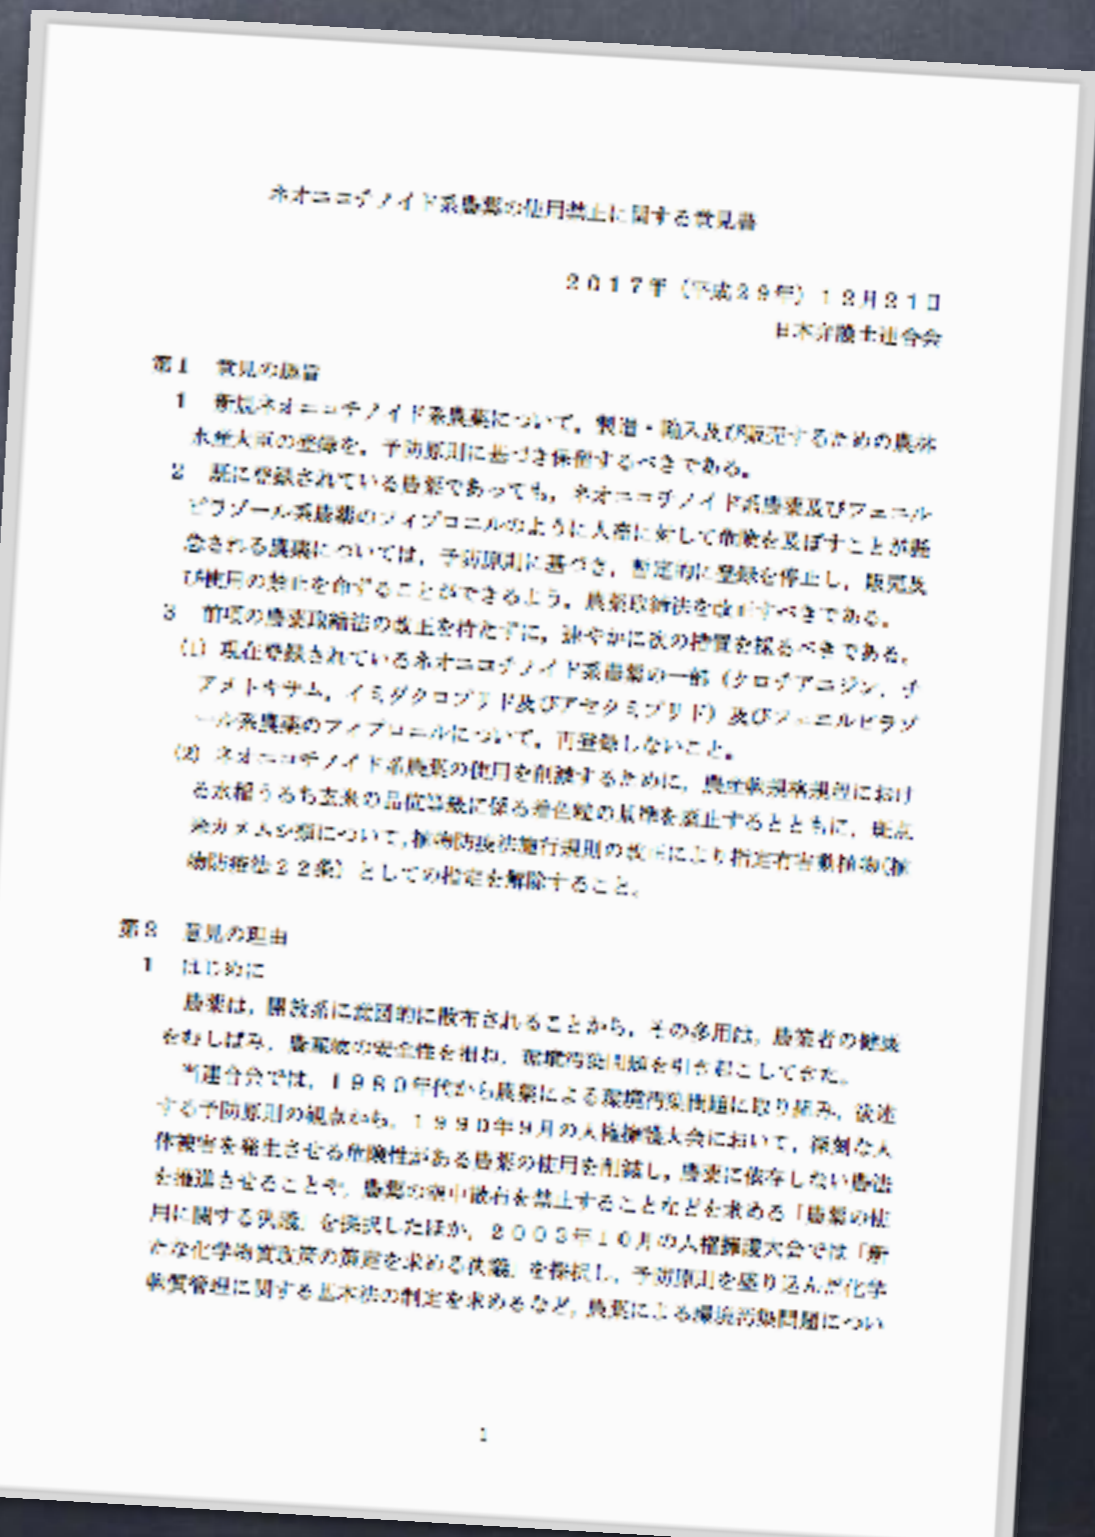 ネオニコチノイド系農薬の使用禁止に関する意見書
2017年(平成29年)12月21日
日本弁護士連合会
第1 意見の趣旨
1 新規ネオニコチノイド系農薬について,製造・輸入及び販売するための農林
水産大臣の登録を,予防原則に基づき保留するべきである。
2 既に登録されている農薬であっても,ネオニコチノイド系農薬及びフェニル
ピラゾール系農薬のフィプロニルのように人畜に対して危険を及ぼすことが懸
念される農薬については,予防原則に基づき,暫定的に登録を停止し,販売及
び使用の禁止を命ずることができるよう,農薬取締法を改正すべきである。
3 前項の農薬取締法の改正を待たずに,速やかに次の措置を採るべきである。
(1) 現在登録されているネオニコチノイド系農薬の一部(クロチアニジン,チ
アメトキサム,イミダクロプリド及びアセタミプリド)及びフェニルピラゾ
ール系農薬のフィプロニルについて,再登録しないこと。
(2) ネオニコチノイド系農薬の使用を削減するために,農産物規格規程におけ
る水稲うるち玄米の品位等級に係る着色粒の基準を廃止するとともに,斑点
米カメムシ類について,植物防疫法施行規則の改正により指定有害動植物(植
物防疫法22条)としての指定を解除すること。
第2 意見の理由
1 はじめに
農薬は,開放系に意図的に散布されることから,その多用は,農業者の健康
をむしばみ,農産物の安全性を損ね,環境汚染問題を引き起こしてきた。
当連合会では,1980年代から農薬による環境汚染問題に取り組み,後述
する予防原則の観点から,1990年9月の人権擁護大会において,深刻な人
体被害を発生させる危険性がある農薬の使用を削減し,農薬に依存しない農法
を推進させることや,農薬の空中散布を禁止することなどを求める「農薬の使
用に関する決議」を採択したほか,2003年10月の人権擁護大会では「新
たな化学物質政策の策定を求める決議」を採択し,予防原則を盛り込んだ化学
物質管理に関する基本法の制定を求めるなど,農薬による環境汚染問題につい
1